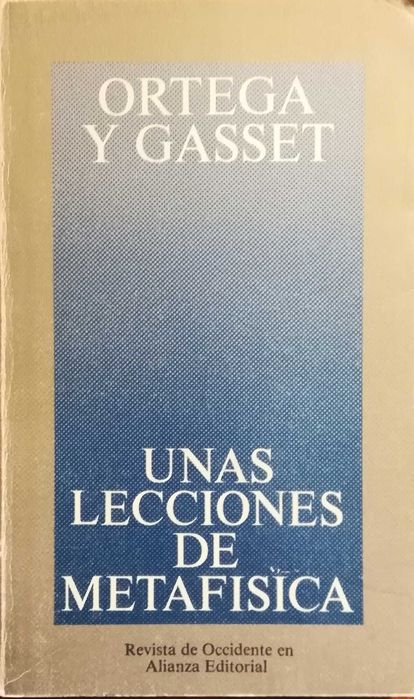 ORTEGA
Y GASSET
UNAS
LECCIONES
DE
METAFISICA
Revista de Occidente en
Alianza Editorial